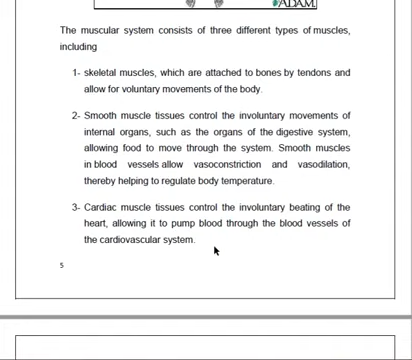 ADAM.
The muscular system consists of three different types of muscles,
including
1- skeletal muscles, which are attached to bones by tendons and
allow for voluntary movements of the body.
2- Smooth muscle tissues control the involuntary movements of
internal organs, such as the organs of the digestive system,
allowing food to move through the system. Smooth muscles
in blood vessels allow vasoconstriction and vasodilation,
thereby helping to regulate body temperature.
3- Cardiac muscle tissues control the involuntary beating of the
heart, allowing it to pump blood through the blood vessels of
the cardiovascular system.
5